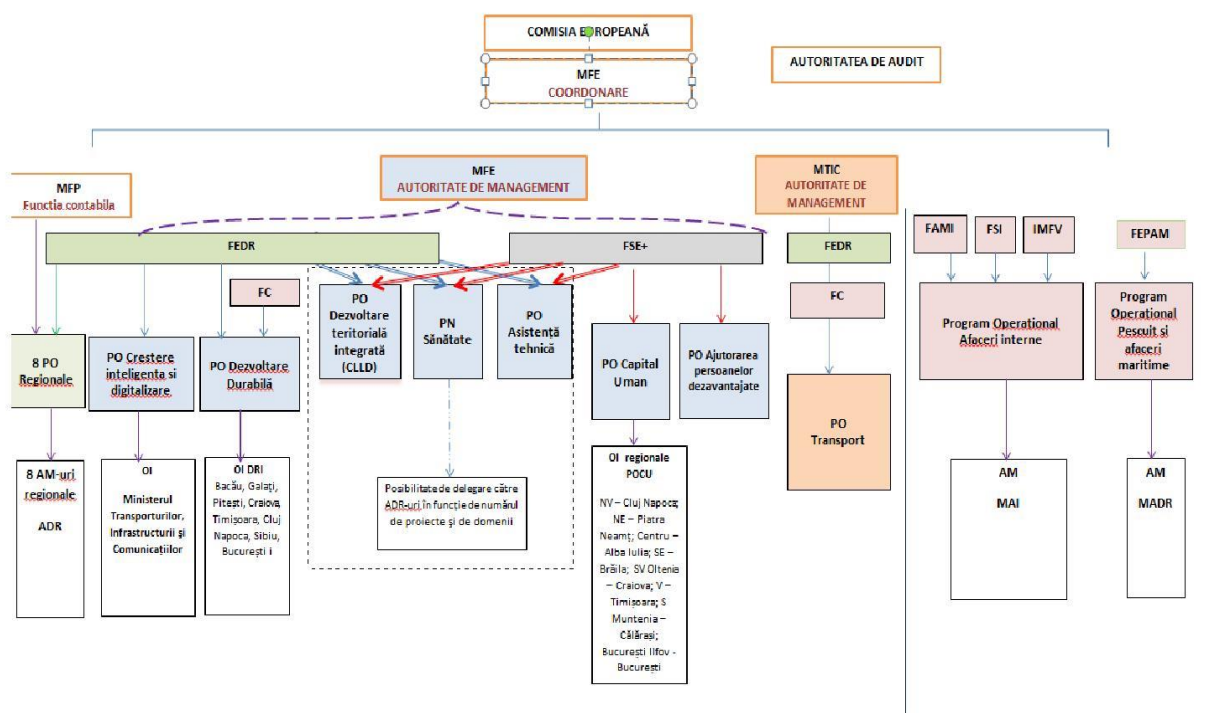 COMISIA EUROPEANĂ
MFE
COORDONARE
AUTORITATEA DE AUDIT
MFP
Functia contabila
MFE
AUTORITATE DE MANAGEMENT
MTIC
AUTORITATE DE
MANAGEMENT
FEDR
FSE+
FEDR
FAMI
FSI
IMFV
FEPAM
FC
FC
8 PO
Regionale
PO Crestere
inteligenta si
digitalizare
PO Dezvoltare
Durabilă
PO
Dezvoltare
teritorială
integrată
(CLLD)
PN
Sănătate
PO
Asistență
tehnică
PO Capital
Uman
PO Ajutorarea
persoanelor
dezavantajate
PO
Transport
Program Operational
Afaceri interne
Program
Operational
Pescuit si
afaceri
maritime
8 AM-uri
regionale
ADR
OI
Ministerul
Transporturilor,
Infrastructurii și
Comunicațiilor
OI DRI
Bacău, Galați,
Pitești, Craiova,
Timișoara, Cluj
Napoca, Sibiu,
București i
Posibilitate de delegare către
ADR-uri în funcție de numărul
de proiecte și de domenii
OI regionale
POCU
NV – Cluj Napoca;
NE – Piatra
Neamț; Centru –
Alba Iulia; SE –
Brăila; SV Oltenia
– Craiova; V –
Timișoara; S
Muntenia –
Călărași;
București Ilfov -
București
AM
MAI
AM
MADR